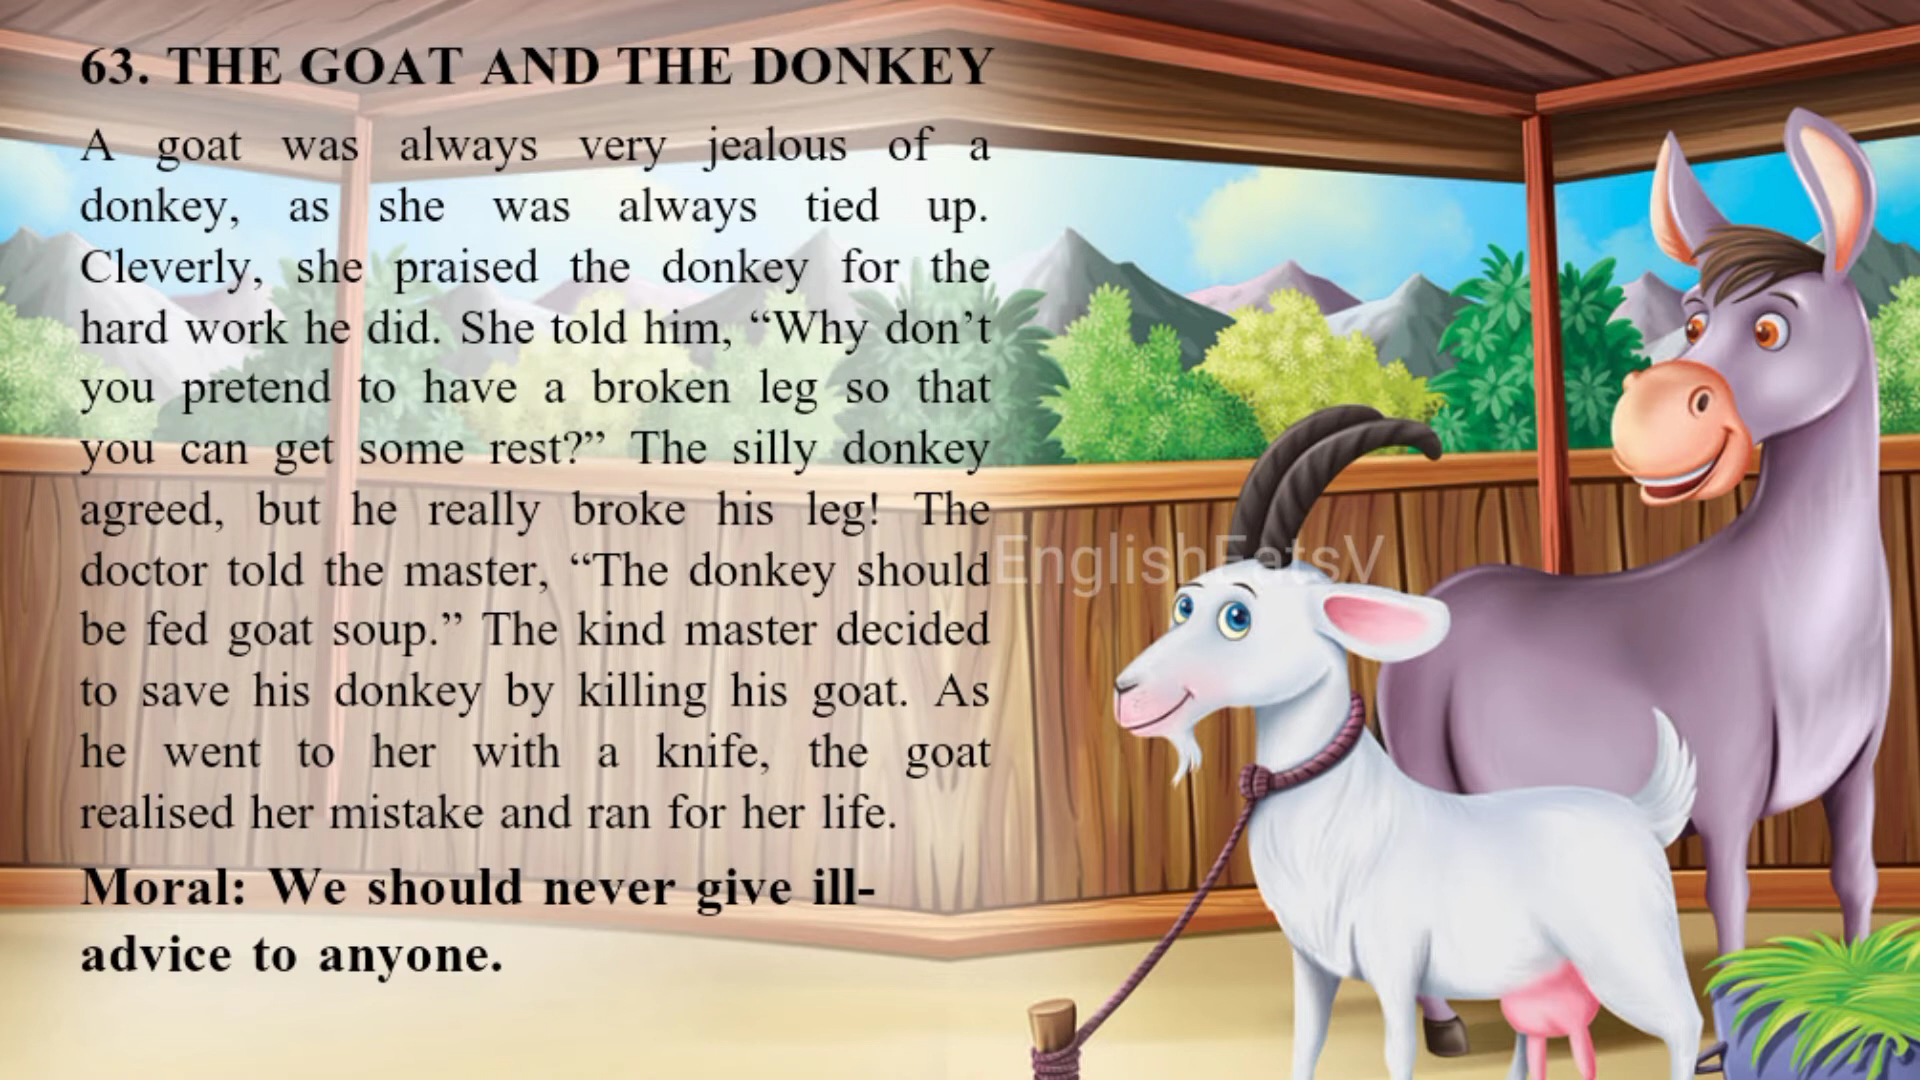 63. THE GOAT AND THE DONKEY
A goat was always very jealous of a
donkey, as she was always tied up.
Cleverly, she praised the donkey for the
hard work he did. She told him, “Why don’t
you pretend to have a broken leg so that
you can get some rest?” The silly donkey
agreed, but he really broke his leg! The
doctor told the master, “The donkey should
be fed goat soup.” The kind master decided
to save his donkey by killing his goat. As
he went to her with a knife, the goat
realised her mistake and ran for her life.
Moral: We should never give ill-
advice to anyone.
EnglishEatsV